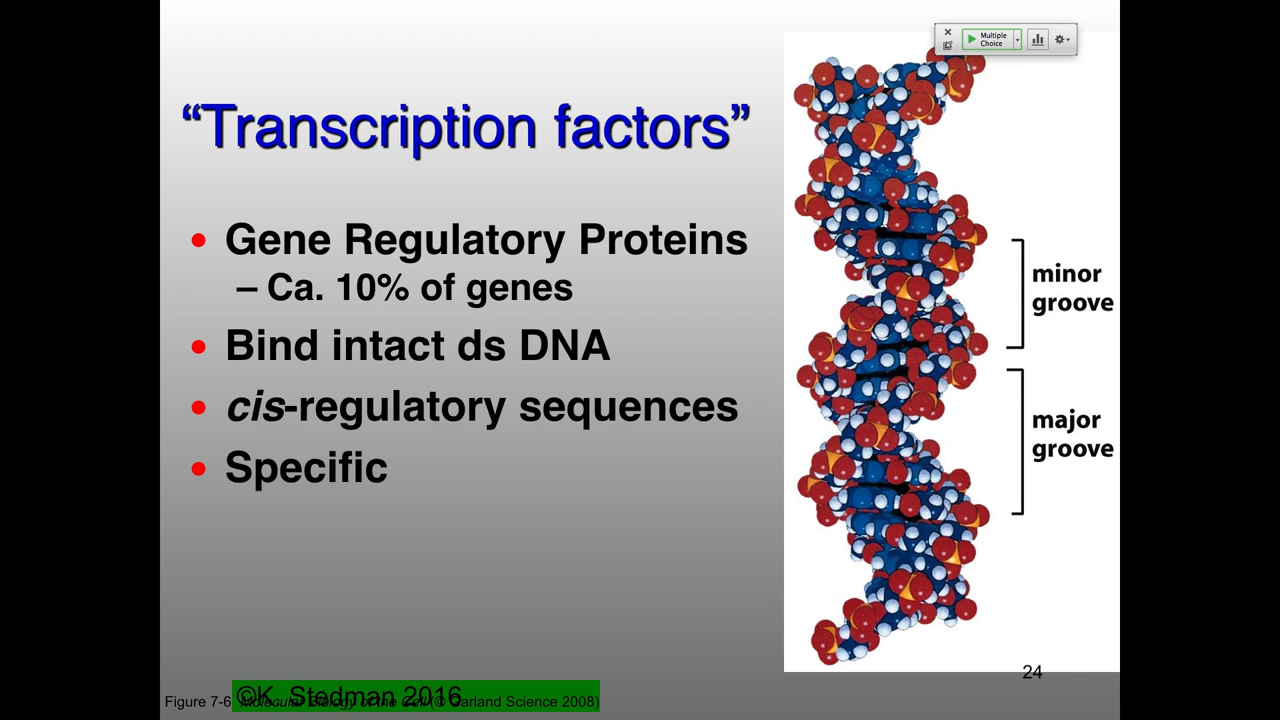 Multiple
Choice
“Transcription factors”
• Gene Regulatory Proteins
– Ca. 10% of genes
• Bind intact ds DNA
• cis-regulatory sequences
• Specific
minor
groove
major
groove
24
©K. Stedman 2016
Figure 7-6 Molecular Biology of the Cell (© Garland Science 2008)